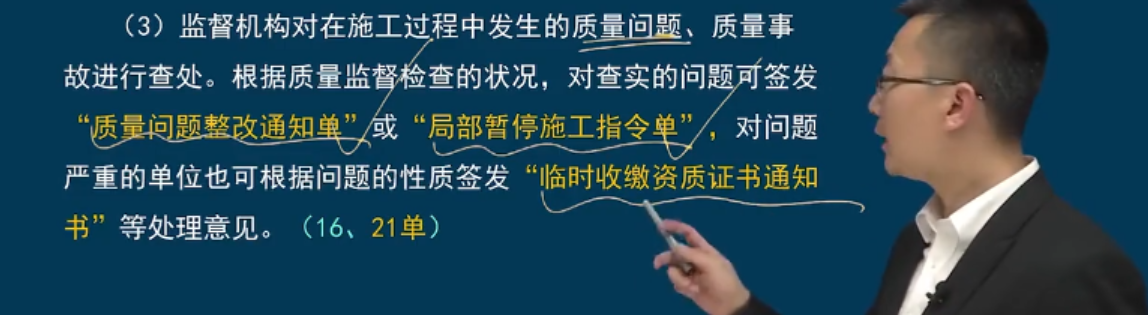 （3）监督机构对在施工过程中发生的质量问题、质量事
故进行查处。根据质量监督检查的状况，对查实的问题可签发
“质量问题整改通知单”或“局部暂停施工指令单”，对问题
严重的单位也可根据问题的性质签发“临时收缴资质证书通知
书”等处理意见。（16、21单）